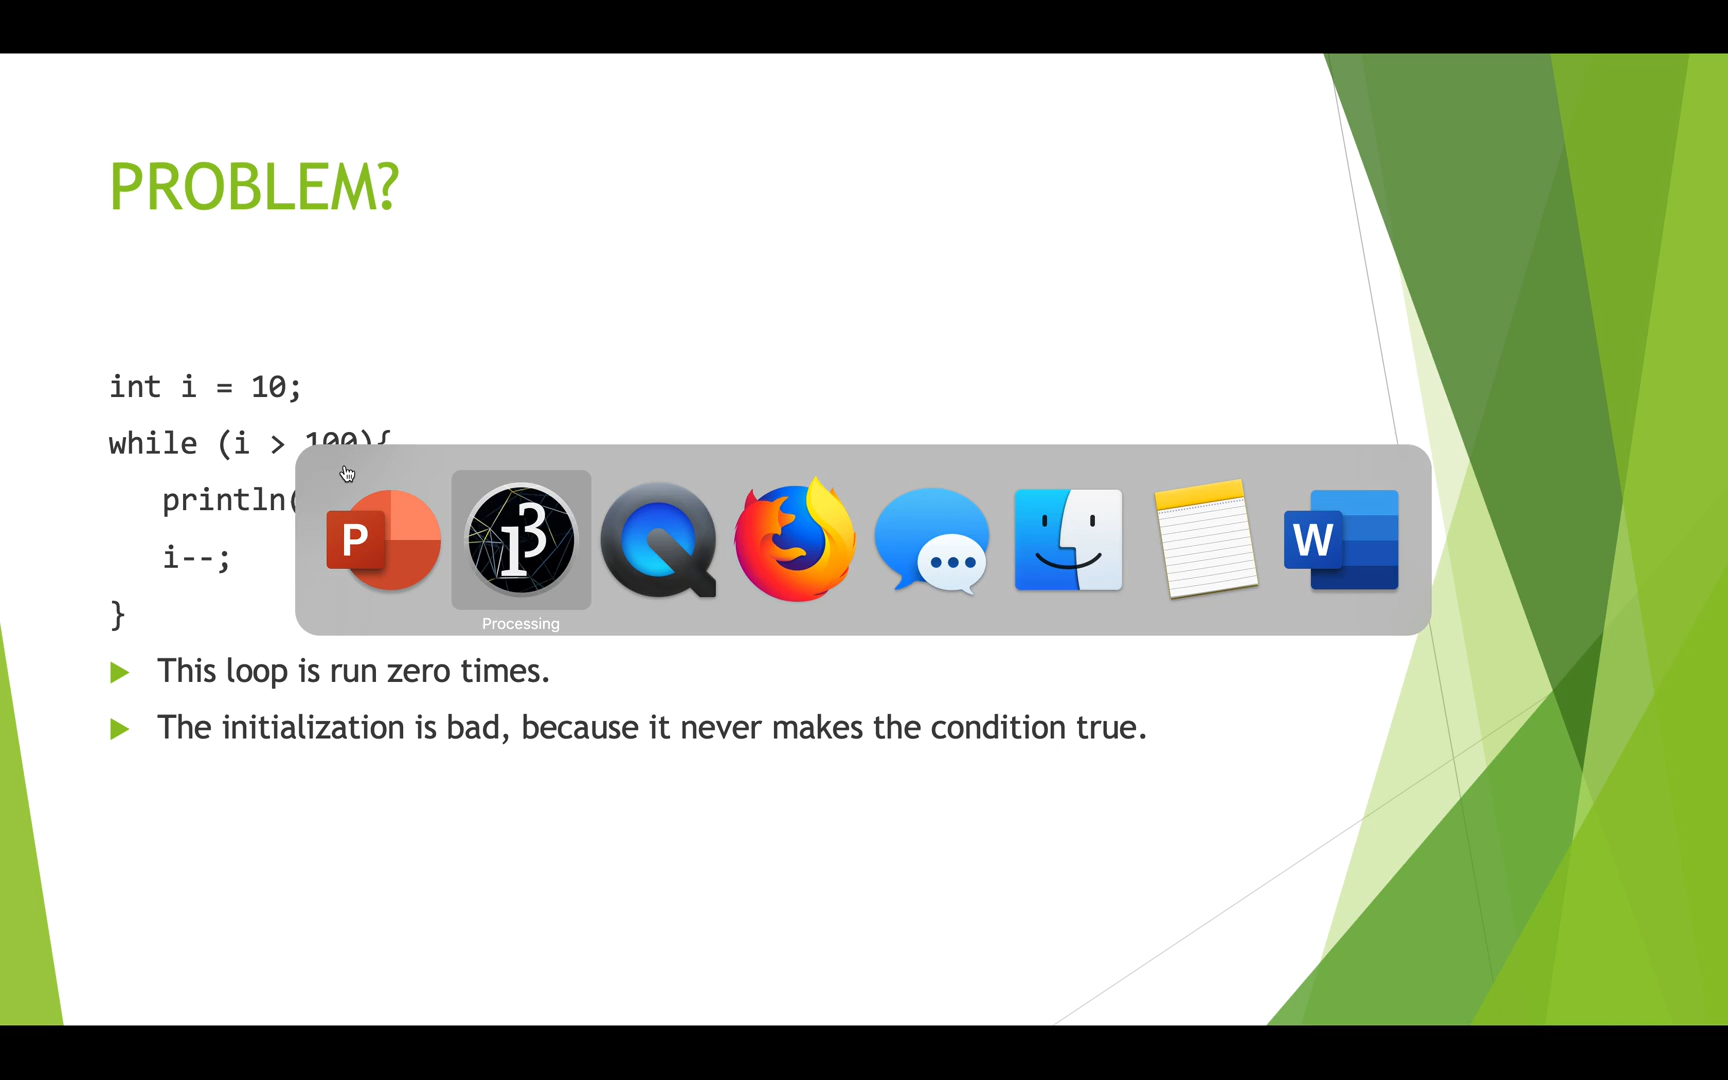 PROBLEM?
int i = 10;
while (i > 100){
println(
i--;
}
P
13
W
Processing
This loop is run zero times.
The initialization is bad, because it never makes the condition true.